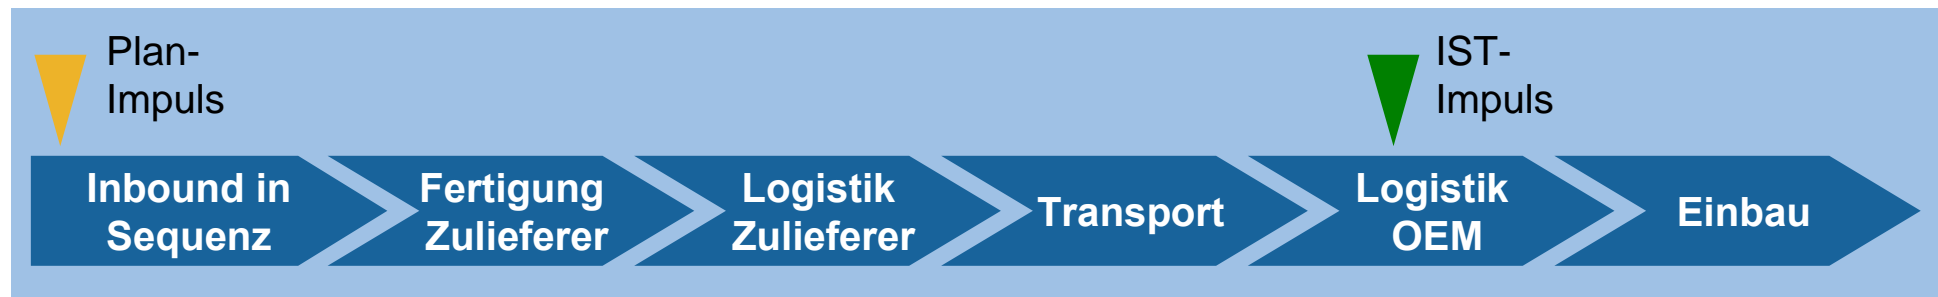 Plan-
Impuls
IST-
Impuls
Inbound in
Sequenz
Fertigung
Zulieferer
Logistik
Zulieferer
Transport
Logistik
OEM
Einbau